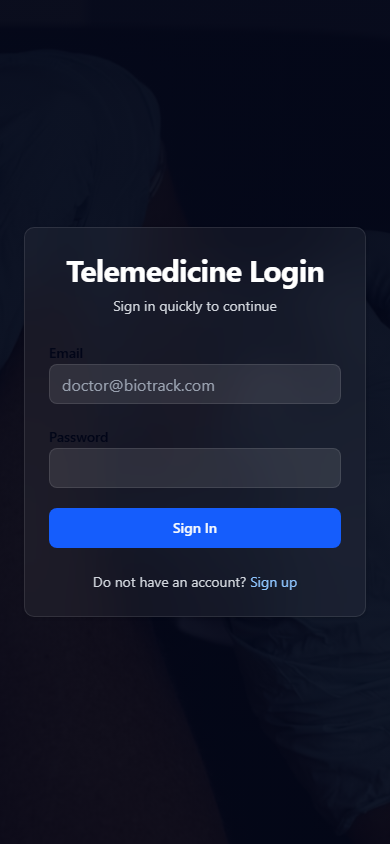 Telemedicine Login
Sign in quickly to continue
Email
doctor@biotrack.com
Password
Sign In
Do not have an account? Sign up